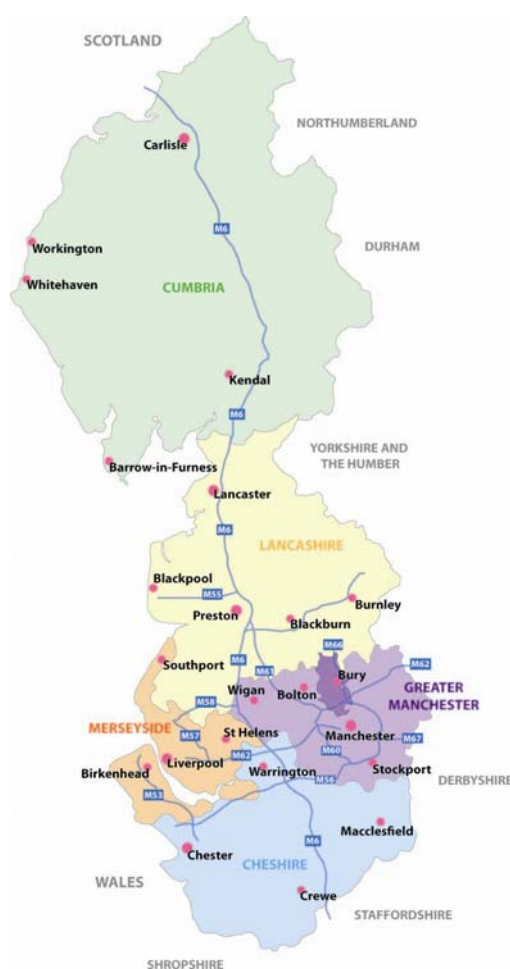 SCOTLAND
NORTHUMBERLAND
Carlisle
M6
Workington
DURHAM
Whitehaven
CUMBRIA
Kendal
M6
YORKSHIRE AND
THE HUMBER
Barrow-in-Furness
Lancaster
M6
LANCASHIRE
Blackpool
M55
Burnley
Preston
Blackburn
M66
Southport
M6
M61
M62
Bury
Wigan
Bolton
GREATER
MANCHESTER
M58
MERSEYSIDE
M57
St Helens
Manchester
M67
M62
M60
Liverpool
Birkenhead
Warrington
M56
Stockport
DERBYSHIRE
M53
Macclesfield
M6
Chester
CHESHIRE
WALES
Crewe
STAFFORDSHIRE
SHROPSHIRE